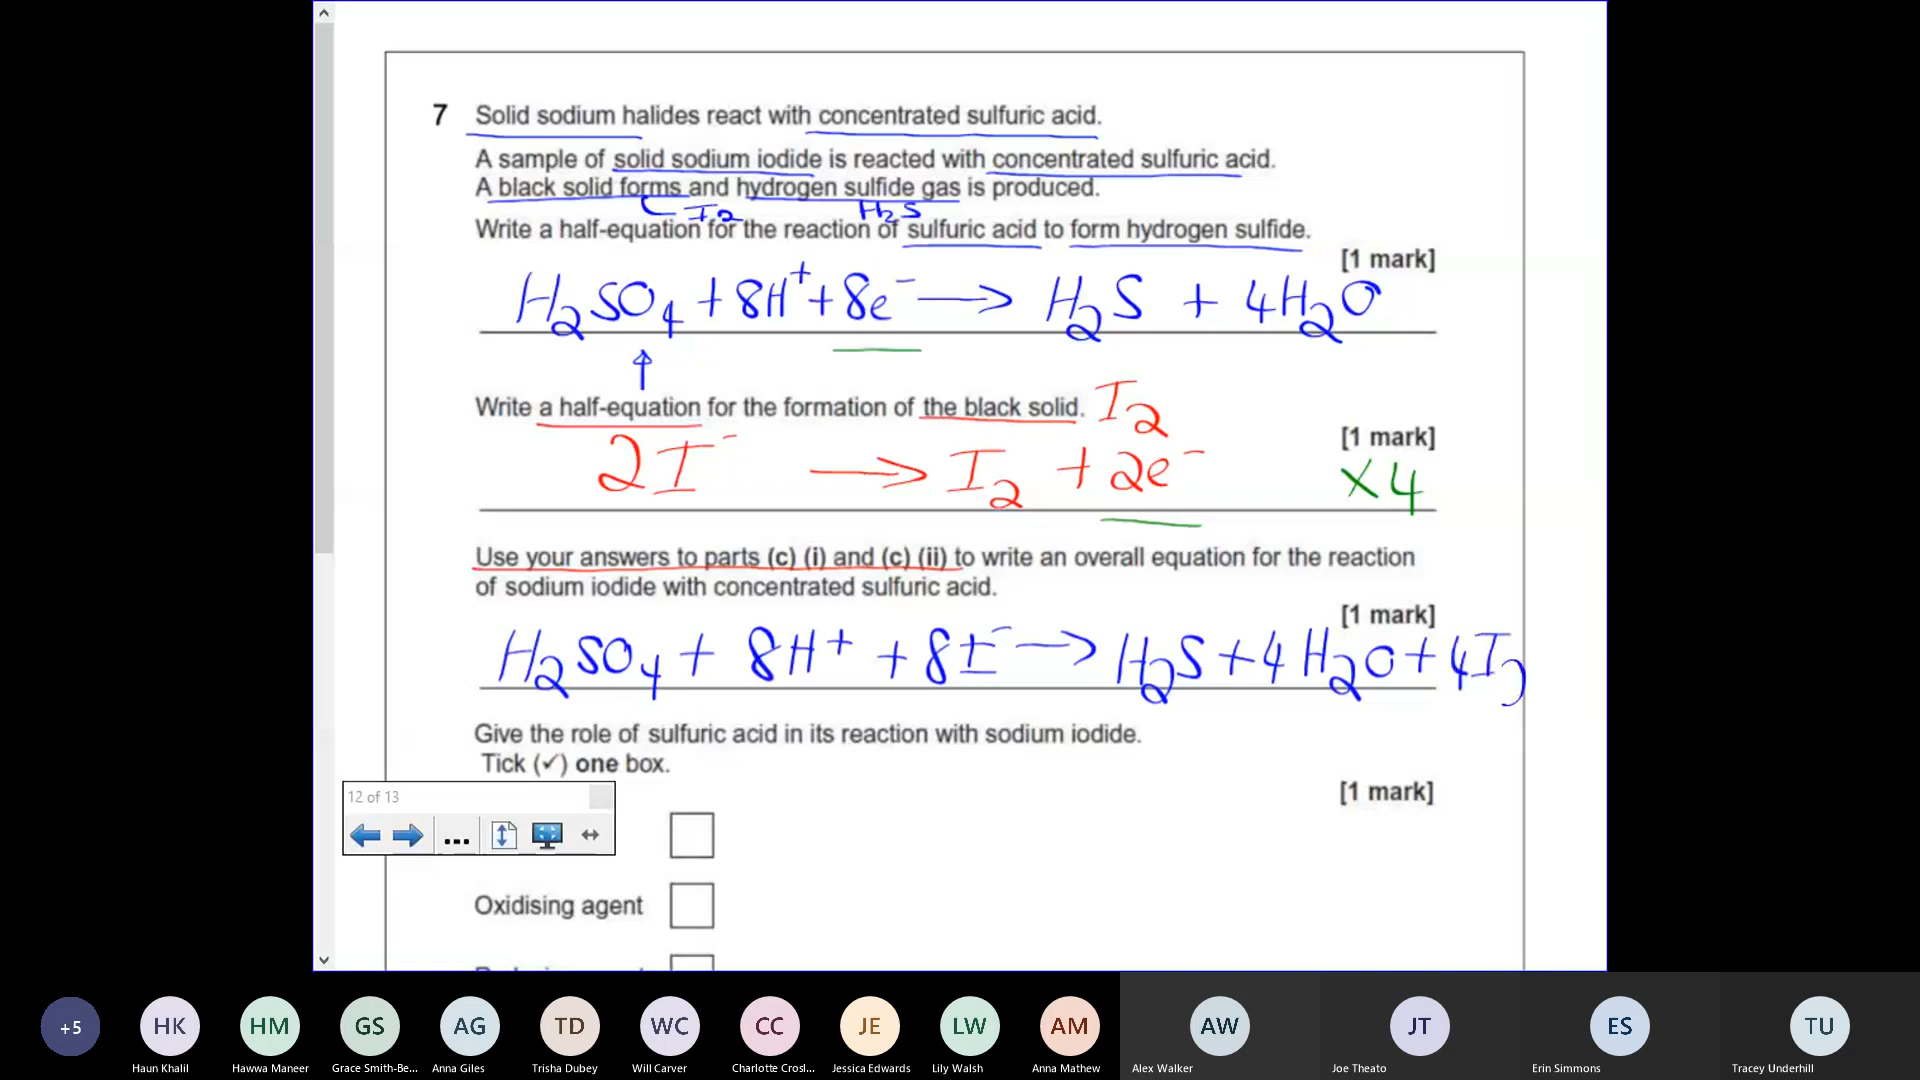 7 Solid sodium halides react with concentrated sulfuric acid.
A sample of solid sodium iodide is reacted with concentrated sulfuric acid.
A black solid forms and hydrogen sulfide gas is produced.
I₂ H₂S
Write a half-equation for the reaction of sulfuric acid to form hydrogen sulfide.
[1 mark]
H₂SO₄ + 8H⁺ + 8e⁻ → H₂S + 4H₂O
Write a half-equation for the formation of the black solid. I₂
[1 mark]
2I⁻ → I₂ + 2e⁻ ×4
Use your answers to parts (c) (i) and (c) (ii) to write an overall equation for the reaction
of sodium iodide with concentrated sulfuric acid.
[1 mark]
H₂SO₄ + 8H⁺ + 8I⁻ → H₂S + 4H₂O + 4I₂
Give the role of sulfuric acid in its reaction with sodium iodide.
Tick (✓) one box.
[1 mark]
12 of 13
...
Oxidising agent
+5 HK HM GS AG TD WC CC JE LW AM AW JT ES TU
Haun Khalil Hawwa Maneer Grace Smith-Be... Anna Giles Trisha Dubey Will Carver Charlotte Crosl... Jessica Edwards Lily Walsh Anna Mathew Alex Walker Joe Theato Erin Simmons Tracey Underhill